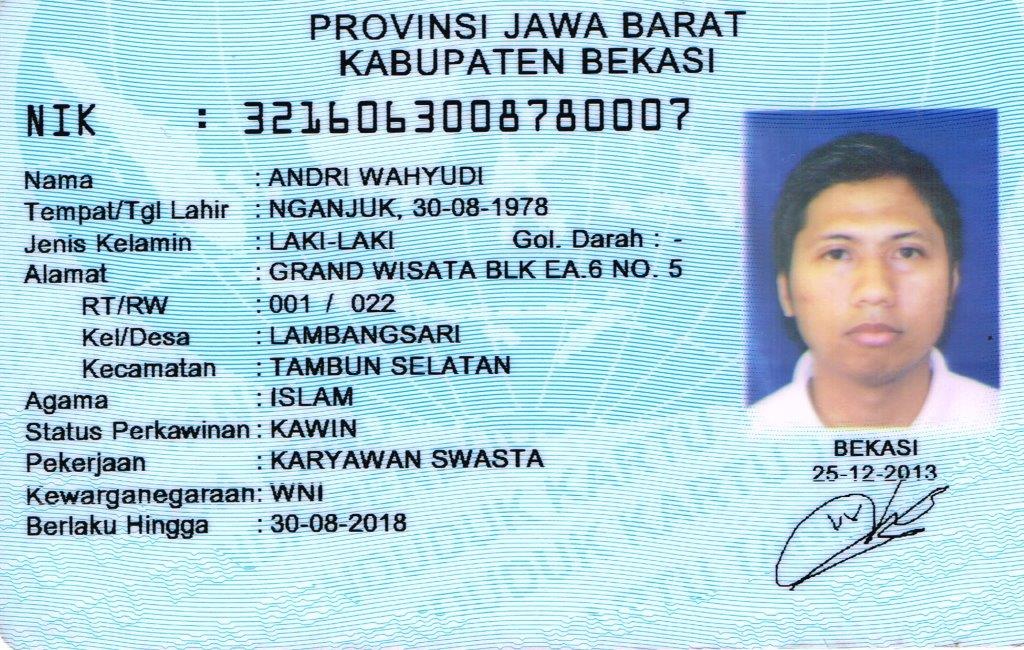 PROVINSI JAWA BARAT
KABUPATEN BEKASI
NIK : 3216063008780007
Nama : ANDRI WAHYUDI
Tempat/Tgl Lahir : NGANJUK, 30-08-1978
Jenis Kelamin : LAKI-LAKI Gol. Darah : -
Alamat : GRAND WISATA BLK EA.6 NO. 5
RT/RW : 001 / 022
Kel/Desa : LAMBANGSARI
Kecamatan : TAMBUN SELATAN
Agama : ISLAM
Status Perkawinan : KAWIN
Pekerjaan : KARYAWAN SWASTA
Kewarganegaraan: WNI
Berlaku Hingga : 30-08-2018
BEKASI
25-12-2013